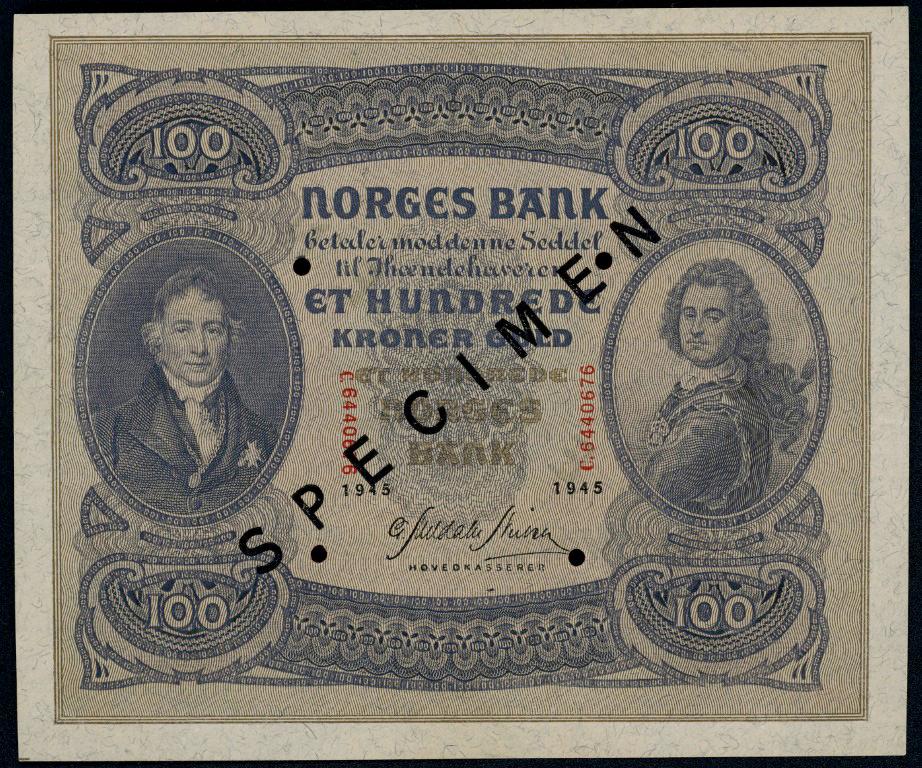 100 100
NORGES BANK
betaler mod denne Seddel
til Ihændehaveren
ET HUNDREDE
KRONER GULD
ET HUNDREDE
NORGES
BANK
C.6440676 C.6440676
1945 1945
HOVEDKASSERER
SPECIMEN
100 100